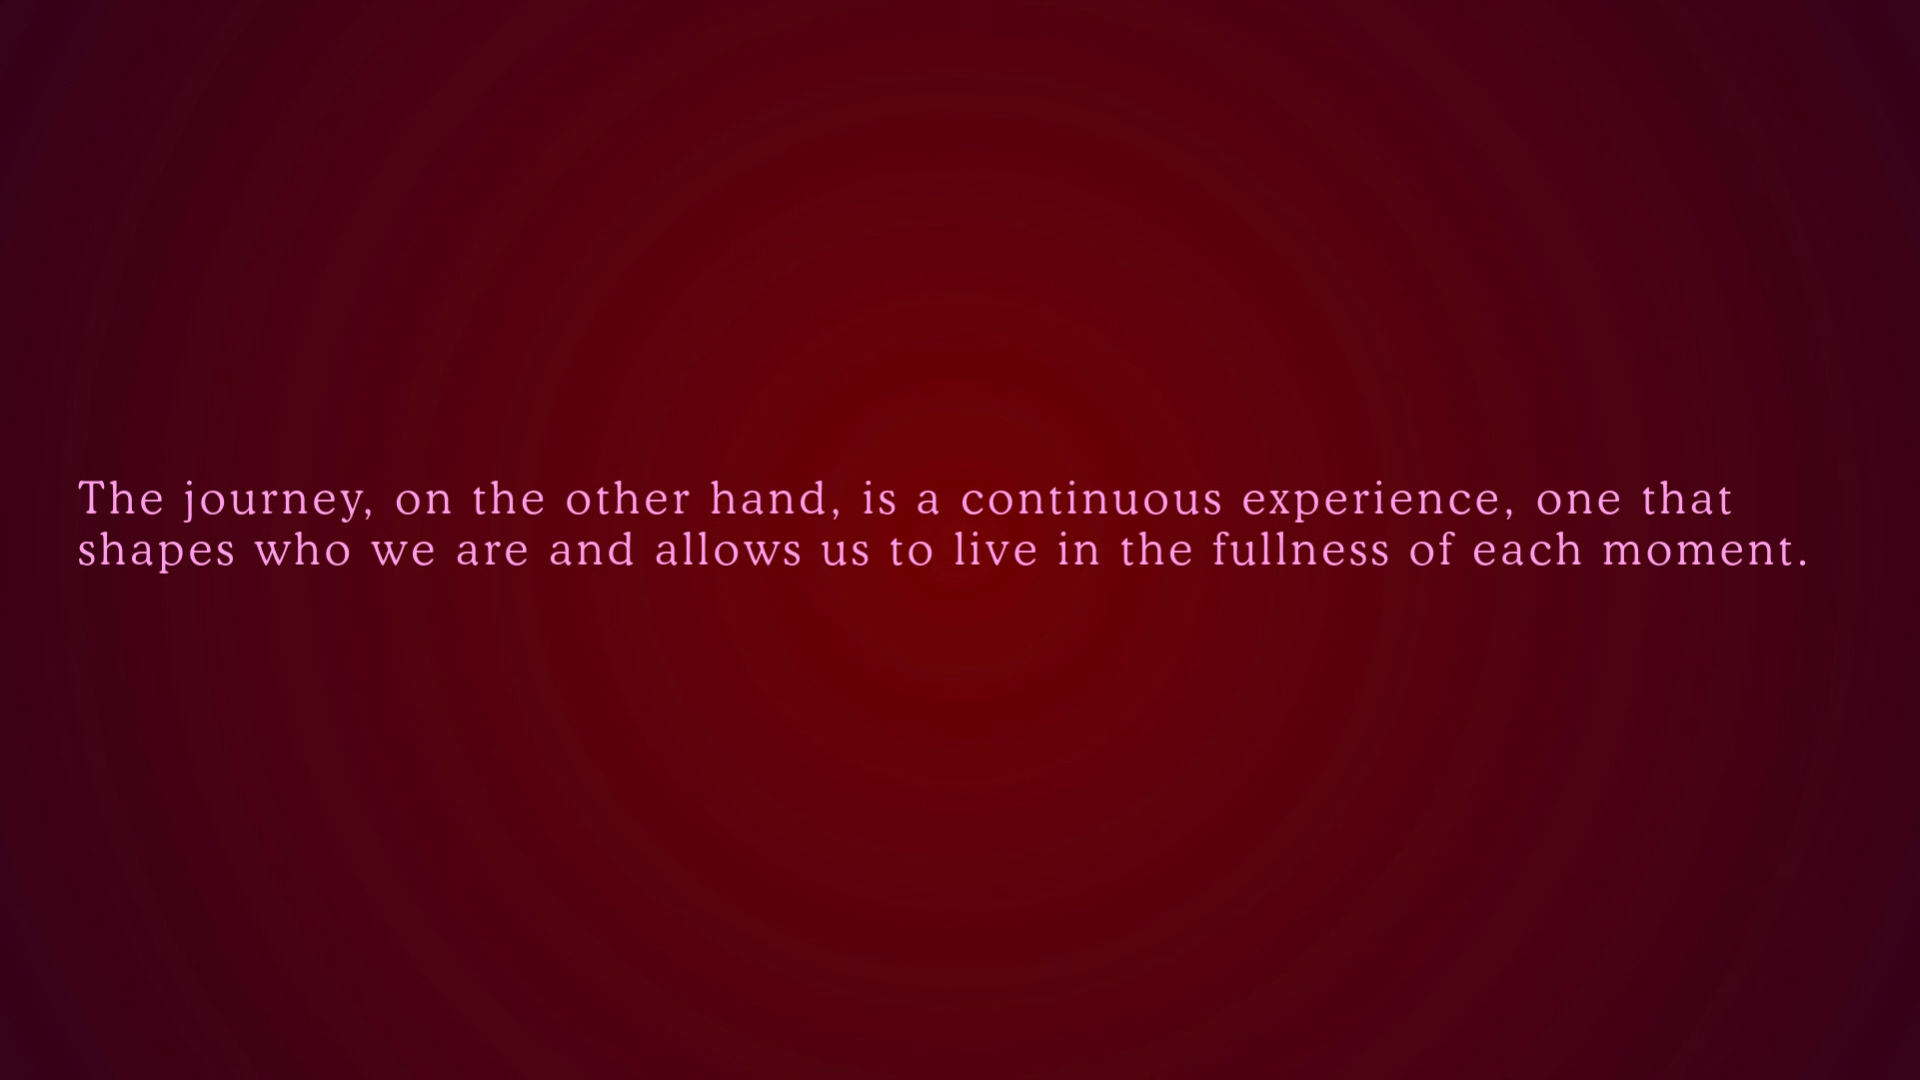 The journey, on the other hand, is a continuous experience, one that
shapes who we are and allows us to live in the fullness of each moment.